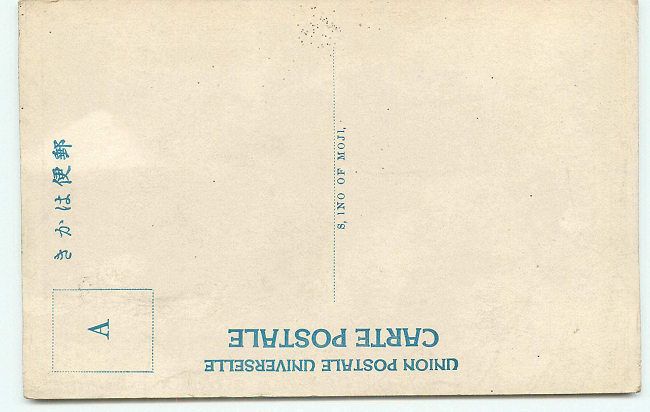 UNION POSTALE UNIVERSELLE
CARTE POSTALE
郵便はかき
A
S, INO OF MOJI,